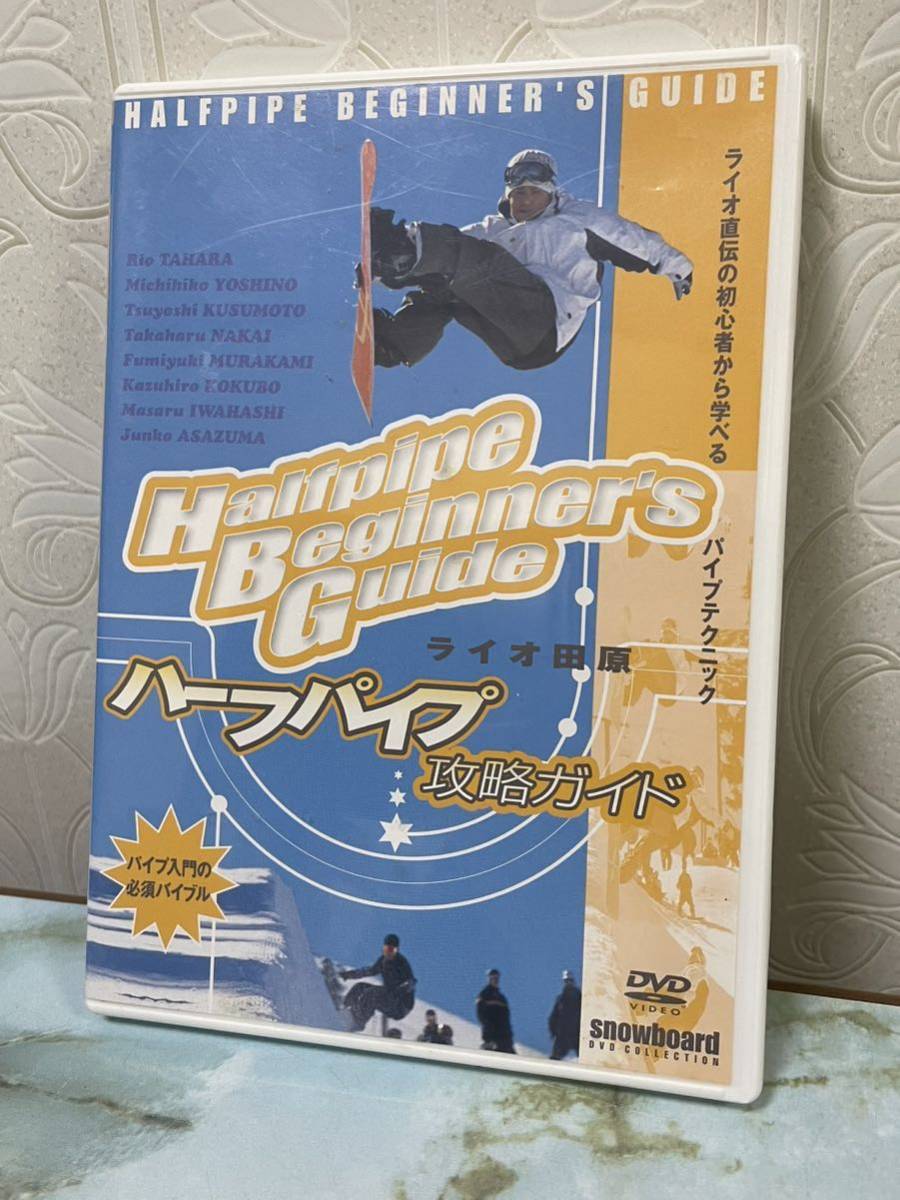 HALFPIPE BEGINNER'S GUIDE
ライオ直伝の初心者から学べる パイプテクニック
Rio TAHARA
Michihiko YOSHINO
Tsuyoshi KUSUMOTO
Takaharu NAKAI
Fumiyuki MURAKAMI
Kazuhiro KOKUBO
Masaru IWAHASHI
Junko ASAZUMA
Halfpipe
Beginner's
Guide
ライオ田原
ハーフパイプ
攻略ガイド
パイプ入門の
必須バイブル
DVD
VIDEO
snowboard
DVD COLLECTION